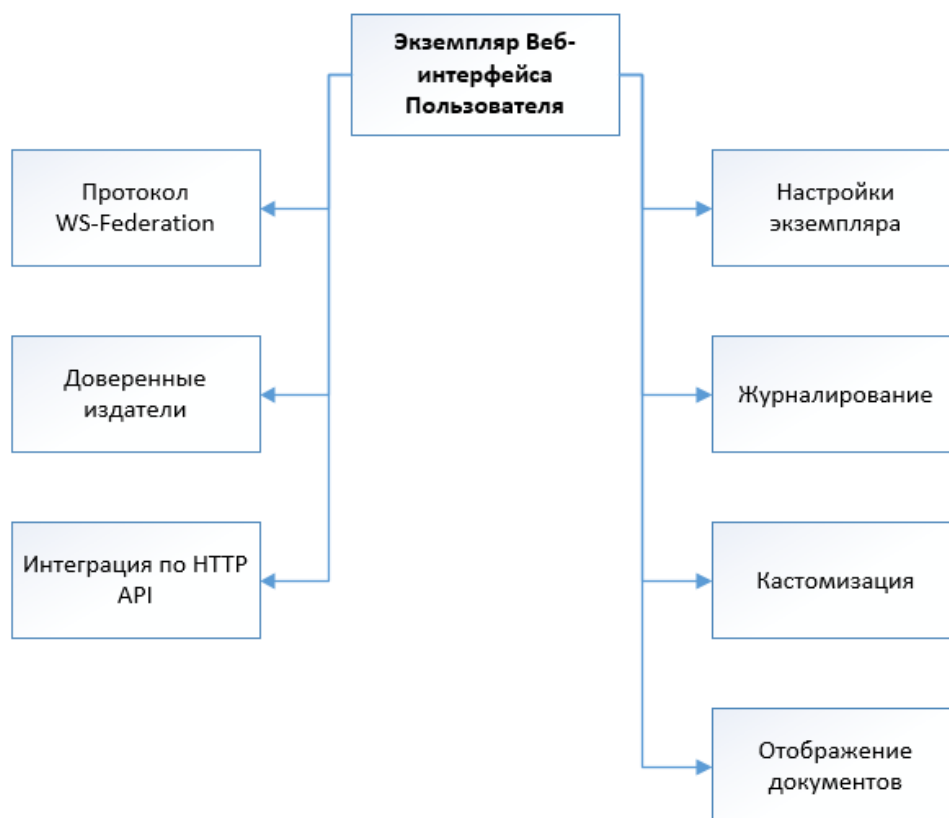 Экземпляр Веб-
интерфейса
Пользователя
Протокол
WS-Federation
Настройки
экземпляра
Доверенные
издатели
Журналирование
Интеграция по HTTP
API
Кастомизация
Отображение
документов